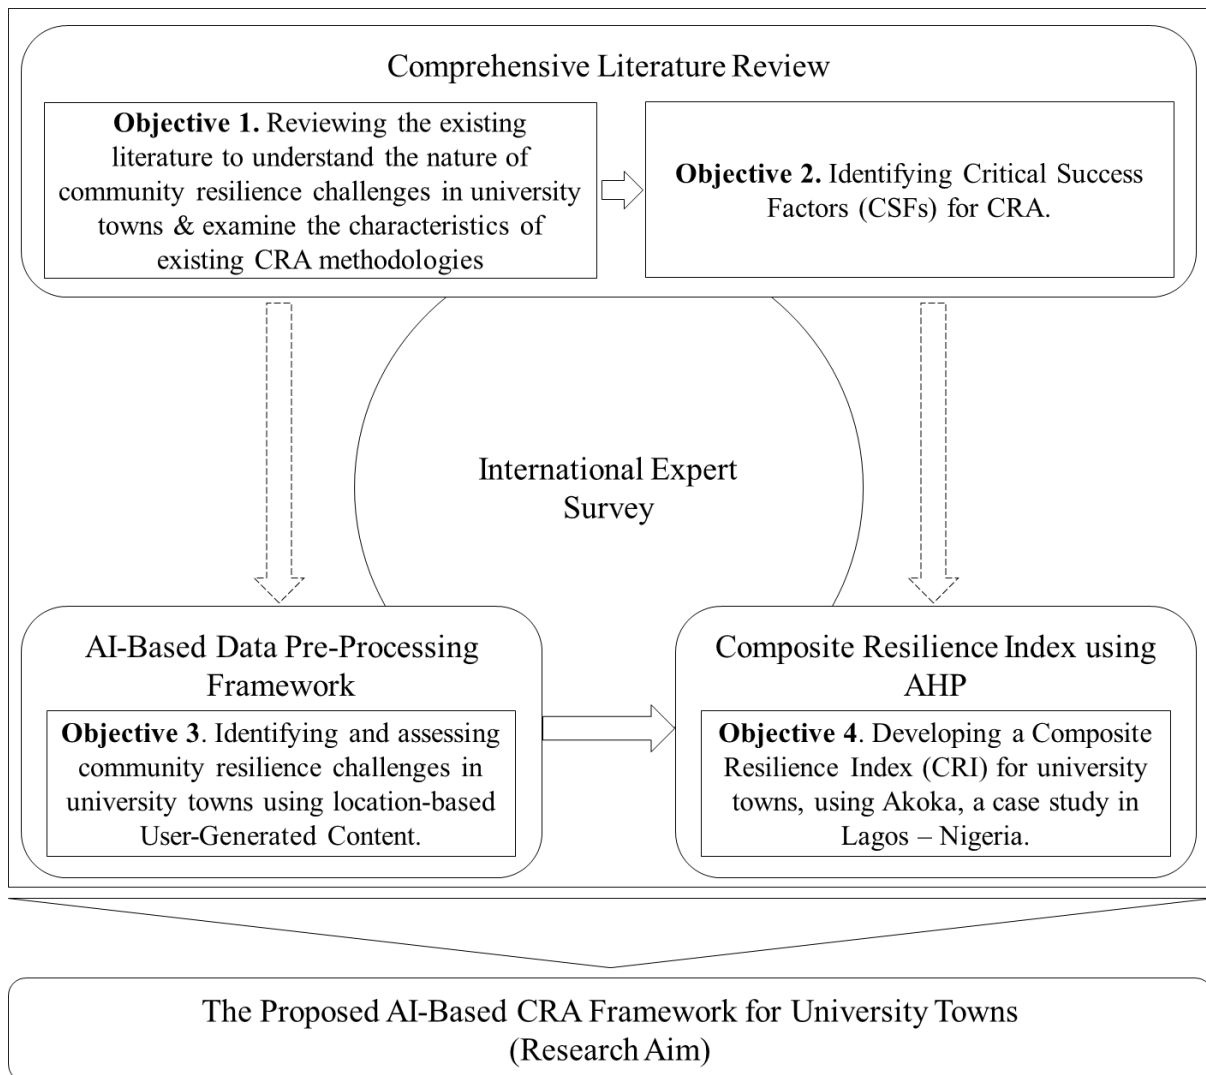 Comprehensive Literature Review
Objective 1. Reviewing the existing
literature to understand the nature of
community resilience challenges in university
towns & examine the characteristics of
existing CRA methodologies
Objective 2. Identifying Critical Success
Factors (CSFs) for CRA.
International Expert
Survey
AI-Based Data Pre-Processing
Framework
Objective 3. Identifying and assessing
community resilience challenges in
university towns using location-based
User-Generated Content.
Composite Resilience Index using
AHP
Objective 4. Developing a Composite
Resilience Index (CRI) for university
towns, using Akoka, a case study in
Lagos – Nigeria.
The Proposed AI-Based CRA Framework for University Towns
(Research Aim)